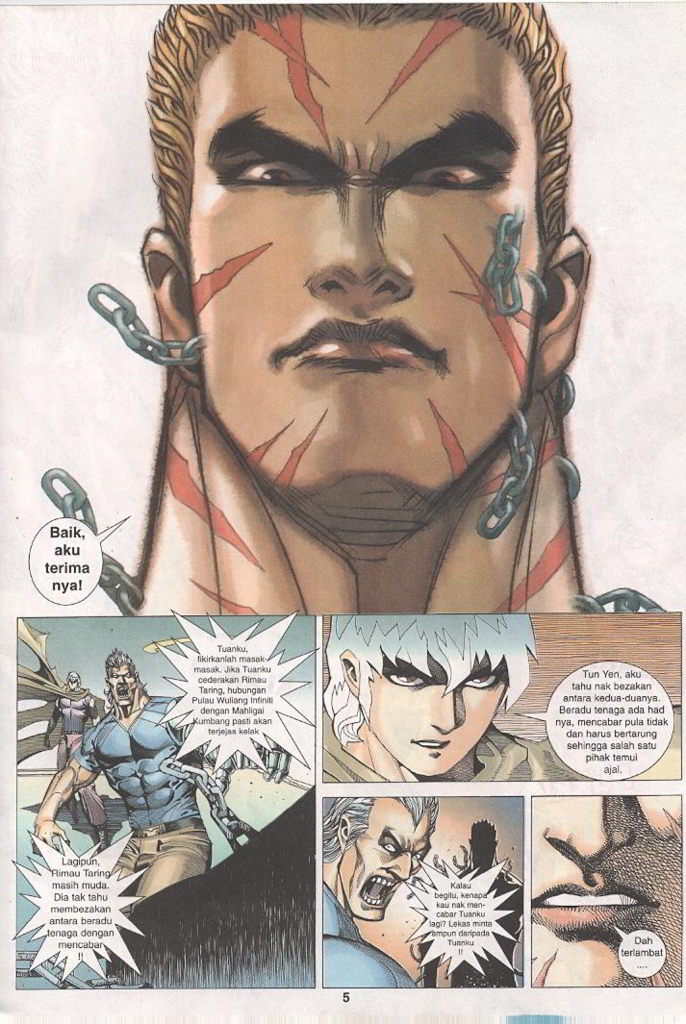 Baik,
aku
terima
nya!
Tuanku,
fikirkanlah masak-
masak. Jika Tuanku
cederakan Rimau
Taring, hubungan
Pulau Wuliang Infiniti
dengan Mahligai
Kumbang pasti akan
terjejas kelak
Lagipun,
Rimau Taring
masih muda.
Dia tak tahu
membezakan
antara beradu
tenaga dengan
mencabar
!!
Tun Yen, aku
tahu nak bezakan
antara kedua-duanya.
Beradu tenaga ada had
nya, mencabar pula tidak
dan harus bertarung
sehingga salah satu
pihak temui
ajal.
Kalau
begitu, kenapa
kau nak men-
cabar Tuanku
lagi? Lekas minta
ampun daripada
Tuanku
!!
Dah
terlambat
....
5